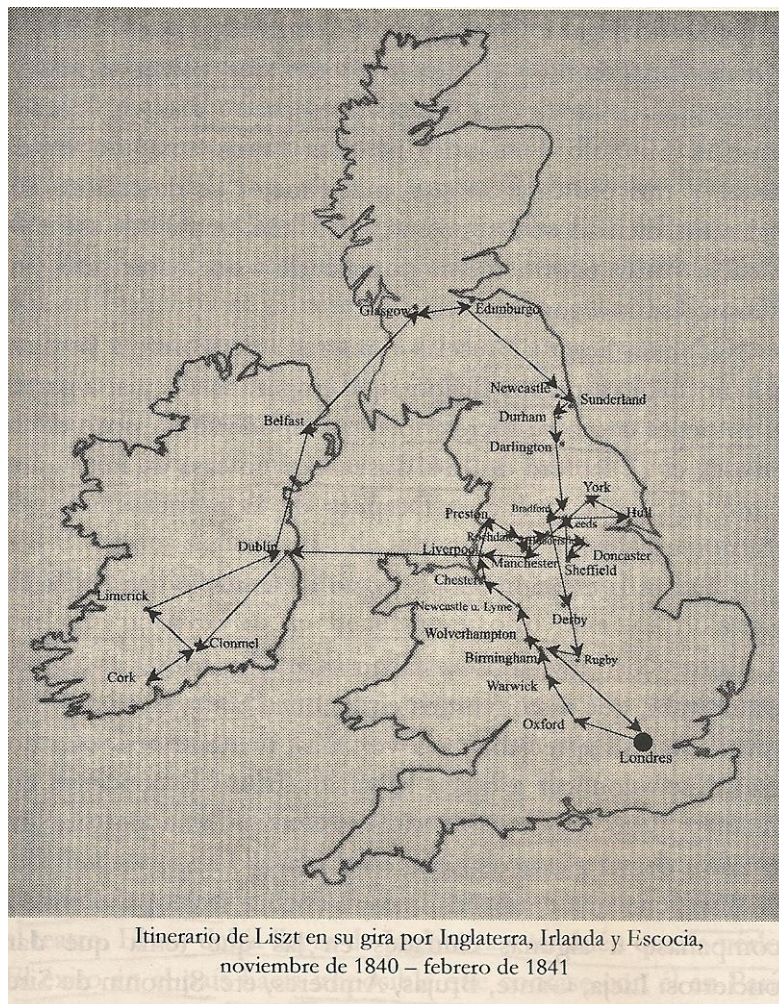 Glasgow
Edimburgo
Newcastle
Sunderland
Durham
Belfast
Darlington
York
Preston
Bradford
Hull
Leeds
Rochdale
Dublin
Liverpool
Manchester
Doncaster
Sheffield
Chester
Limerick
Newcastle u. Lyme
Derby
Wolverhampton
Clonmel
Birmingham
Rugby
Cork
Warwick
Oxford
Londres
Itinerario de Liszt en su gira por Inglaterra, Irlanda y Escocia,
noviembre de 1840 – febrero de 1841